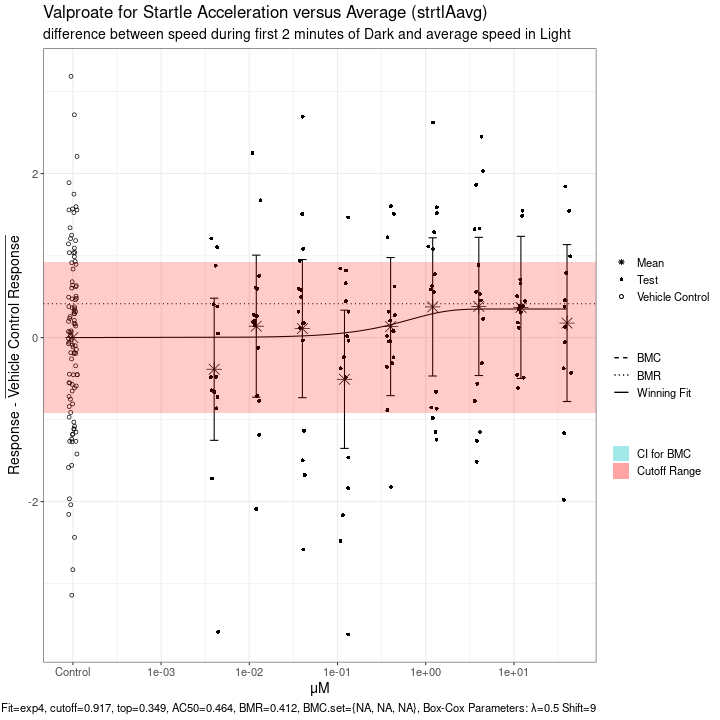 Valproate for Startle Acceleration versus Average (strtlAavg)
difference between speed during first 2 minutes of Dark and average speed in Light
Response - Vehicle Control Response
2
0
-2
Control
1e-03
1e-02
1e-01
1e+00
1e+01
μM
Mean
Test
Vehicle Control
BMC
BMR
Winning Fit
CI for BMC
Cutoff Range
Fit=exp4, cutoff=0.917, top=0.349, AC50=0.464, BMR=0.412, BMC.set={NA, NA, NA}, Box-Cox Parameters: λ=0.5 Shift=9